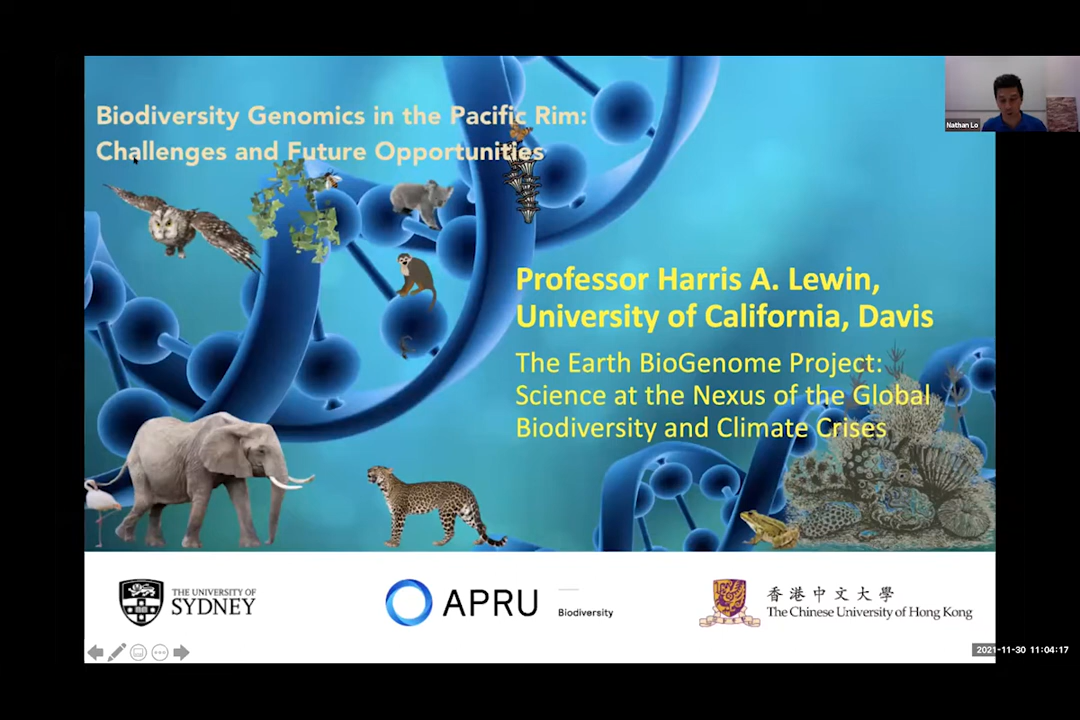 Biodiversity Genomics in the Pacific Rim:
Challenges and Future Opportunities
Nathan Lo
Professor Harris A. Lewin,
University of California, Davis
The Earth BioGenome Project:
Science at the Nexus of the Global
Biodiversity and Climate Crises
THE UNIVERSITY OF
SYDNEY
APRU
Biodiversity
香港中文大學
The Chinese University of Hong Kong
2021-11-30 11:04:17